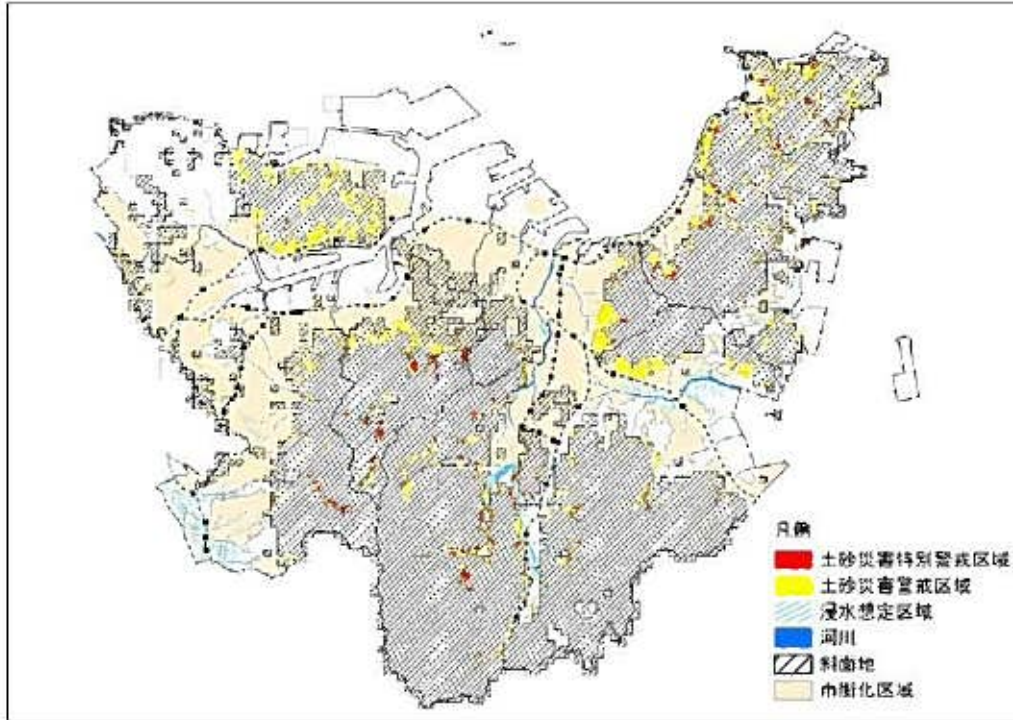 凡例
土砂災害特別警戒区域
土砂災害警戒区域
浸水想定区域
河川
斜面地
市街化区域